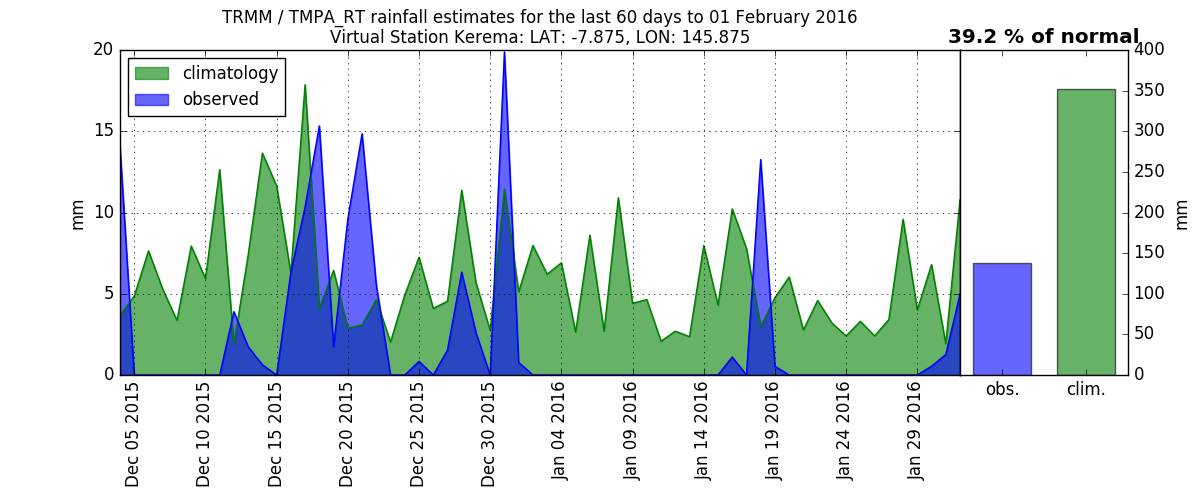 TRMM / TMPA_RT rainfall estimates for the last 60 days to 01 February 2016
Virtual Station Kerema: LAT: -7.875, LON: 145.875
39.2 % of normal
climatology
observed
mm
20
15
10
5
0
Dec 05 2015
Dec 10 2015
Dec 15 2015
Dec 20 2015
Dec 25 2015
Dec 30 2015
Jan 04 2016
Jan 09 2016
Jan 14 2016
Jan 19 2016
Jan 24 2016
Jan 29 2016
400
350
300
250
200
150
100
50
0
mm
obs.
clim.